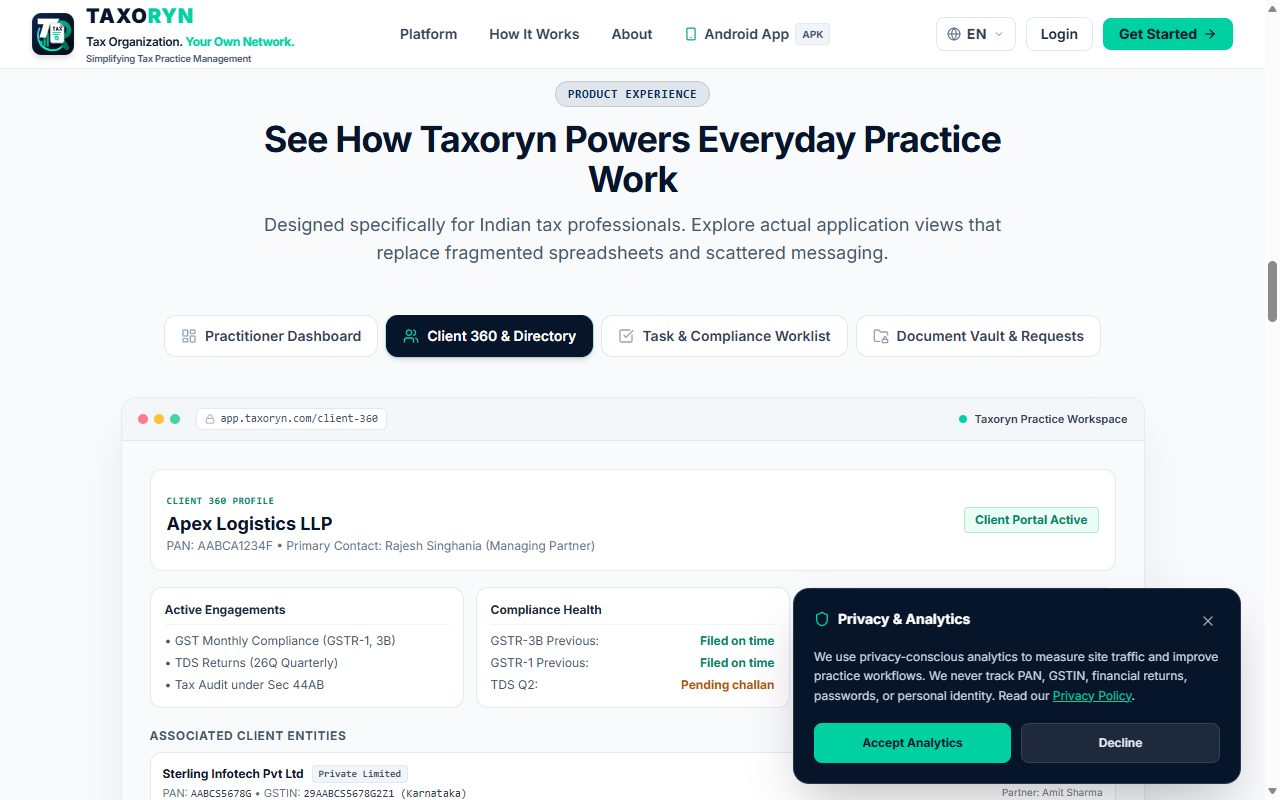 TAXORYN
Tax Organization. Your Own Network.
Simplifying Tax Practice Management
Platform
How It Works
About
Android App APK
EN
Login
Get Started →
PRODUCT EXPERIENCE
See How Taxoryn Powers Everyday Practice
Work
Designed specifically for Indian tax professionals. Explore actual application views that
replace fragmented spreadsheets and scattered messaging.
Practitioner Dashboard
Client 360 & Directory
Task & Compliance Worklist
Document Vault & Requests
app.taxoryn.com/client-360
Taxoryn Practice Workspace
CLIENT 360 PROFILE
Apex Logistics LLP
PAN: AABCA1234F • Primary Contact: Rajesh Singhania (Managing Partner)
Client Portal Active
Active Engagements
• GST Monthly Compliance (GSTR-1, 3B)
• TDS Returns (26Q Quarterly)
• Tax Audit under Sec 44AB
Compliance Health
GSTR-3B Previous: Filed on time
GSTR-1 Previous: Filed on time
TDS Q2: Pending challan
ASSOCIATED CLIENT ENTITIES
Sterling Infotech Pvt Ltd Private Limited
PAN: AABCS5678G • GSTIN: 29AABCS5678G2Z1 (Karnataka)
Partner: Amit Sharma
Privacy & Analytics
We use privacy-conscious analytics to measure site traffic and improve
practice workflows. We never track PAN, GSTIN, financial returns,
passwords, or personal identity. Read our Privacy Policy.
Accept Analytics
Decline